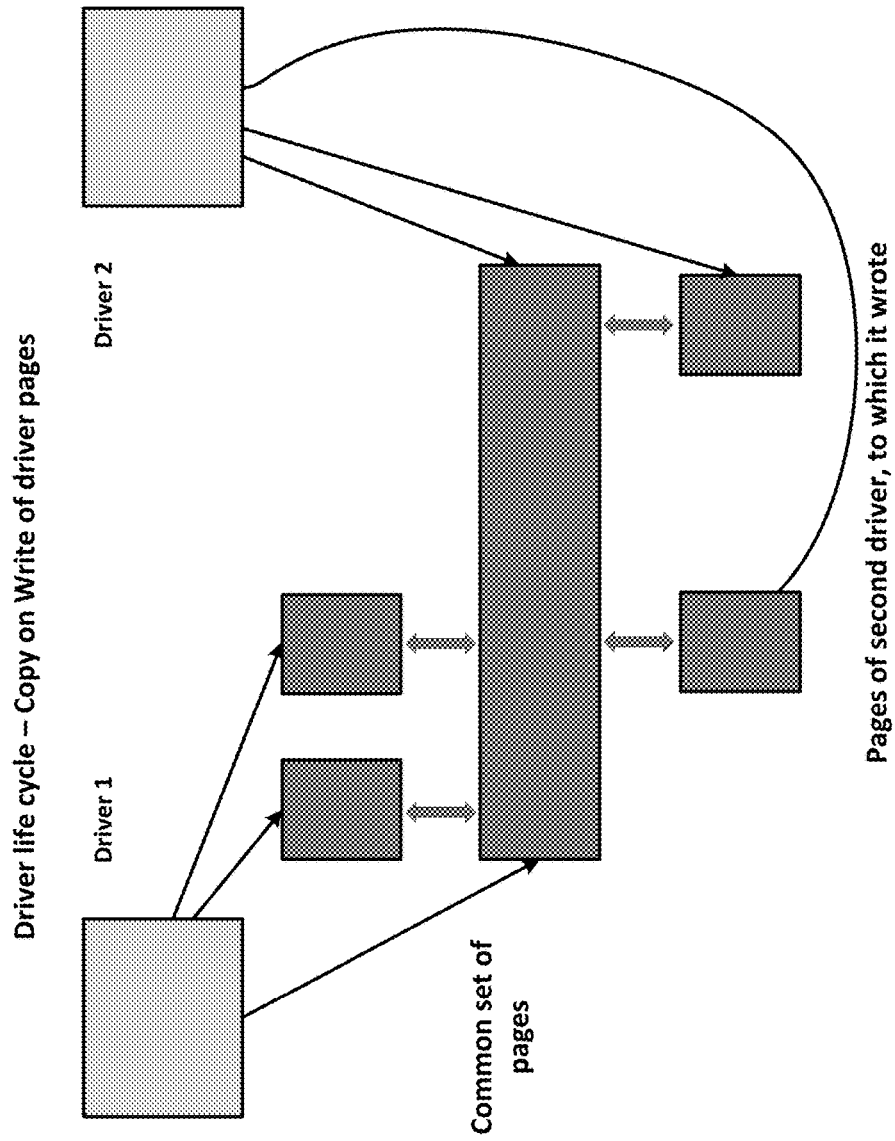 Driver life cycle – Copy on Write of driver pages
Driver 1
Driver 2
Common set of
pages
Pages of second driver, to which it wrote